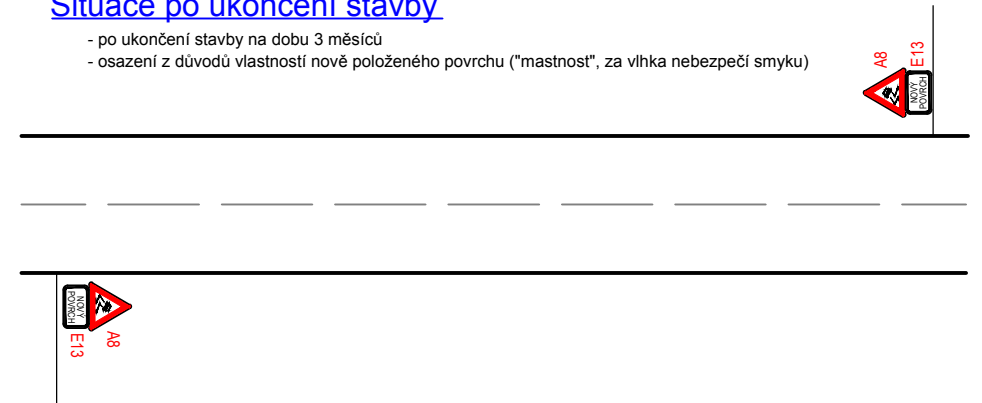 Situace po ukončení stavby
- po ukončení stavby na dobu 3 měsíců
- osazení z důvodů vlastností nově položeného povrchu ("mastnost", za vlhka nebezpečí smyku)
A8
E13
NOVÝ
POVRCH
NOVÝ
POVRCH
E13
A8